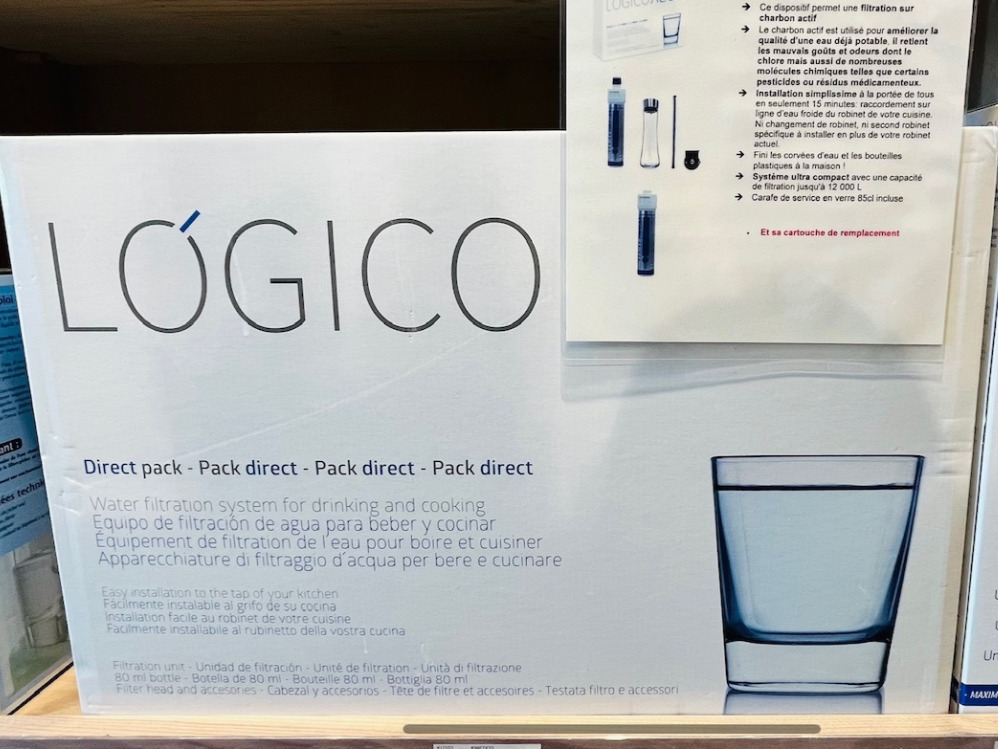 LÓGICO
Ce dispositif permet une filtration sur
charbon actif
Le charbon actif est utilisé pour améliorer la
qualité d'une eau déjà potable, il retient
les mauvais goûts et odeurs dont le
chlore mais aussi de nombreuses
molécules chimiques telles que certains
pesticides ou résidus médicamenteux.
Installation simplissime à la portée de tous
en seulement 15 minutes: raccordement sur
ligne d'eau froide du robinet de votre cuisine.
Ni changement de robinet, ni second robinet
spécifique à installer en plus de votre robinet
actuel.
Fini les corvées d'eau et les bouteilles
plastiques à la maison !
Système ultra compact avec une capacité
de filtration jusqu'à 12 000 L
Carafe de service en verre 85cl incluse
Et sa cartouche de remplacement
LÓGICO
Direct pack - Pack direct - Pack direct - Pack direct
Water filtration system for drinking and cooking
Equipo de filtración de agua para beber y cocinar
Équipement de filtration de l'eau pour boire et cuisiner
Apparecchiature di filtraggio d'acqua per bere e cucinare
Easy installation to the tap of your kitchen
Fácilmente instalable al grifo de su cocina
Installation facile au robinet de votre cuisine
Facilmente installabile al rubinetto della vostra cucina
Filtration unit - Unidad de filtración - Unité de filtration - Unità di filtrazione
80 ml bottle - Botella de 80 ml - Bouteille 80 ml - Bottiglia 80 ml
Filter head and accesories - Cabezal y accesorios - Tête de filtre et accesoires - Testata filtro e accessori